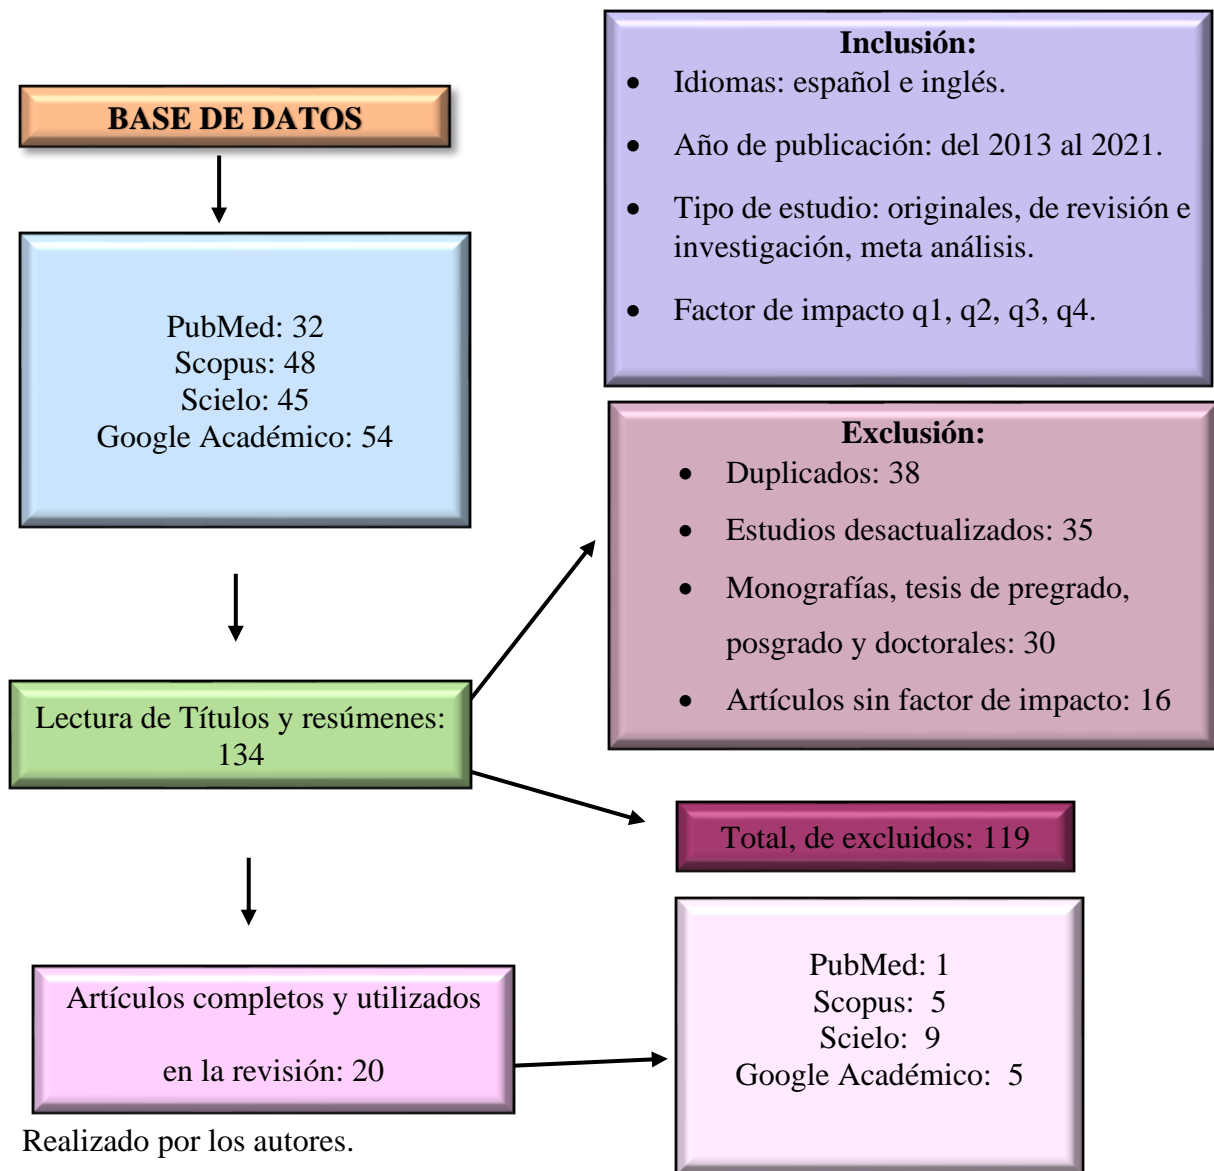 BASE DE DATOS
PubMed: 32
Scopus: 48
Scielo: 45
Google Académico: 54
Inclusión:
• Idiomas: español e inglés.
• Año de publicación: del 2013 al 2021.
• Tipo de estudio: originales, de revisión e
investigación, meta análisis.
• Factor de impacto q1, q2, q3, q4.
Exclusión:
• Duplicados: 38
• Estudios desactualizados: 35
• Monografías, tesis de pregrado,
posgrado y doctorales: 30
• Artículos sin factor de impacto: 16
Lectura de Títulos y resúmenes:
134
Total, de excluidos: 119
Artículos completos y utilizados
en la revisión: 20
PubMed: 1
Scopus: 5
Scielo: 9
Google Académico: 5
Realizado por los autores.